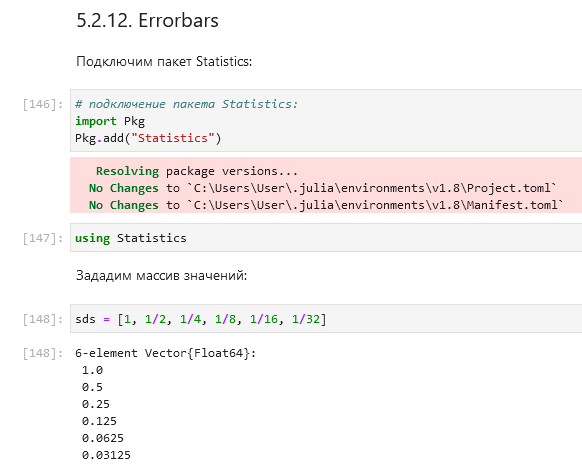 5.2.12. Errorbars
Подключим пакет Statistics:
[146]: # подключение пакета Statistics:
import Pkg
Pkg.add("Statistics")
Resolving package versions...
No Changes to `C:\Users\User\.julia\environments\v1.8\Project.toml`
No Changes to `C:\Users\User\.julia\environments\v1.8\Manifest.toml`
[147]: using Statistics
Зададим массив значений:
[148]: sds = [1, 1/2, 1/4, 1/8, 1/16, 1/32]
[148]: 6-element Vector{Float64}:
1.0
0.5
0.25
0.125
0.0625
0.03125